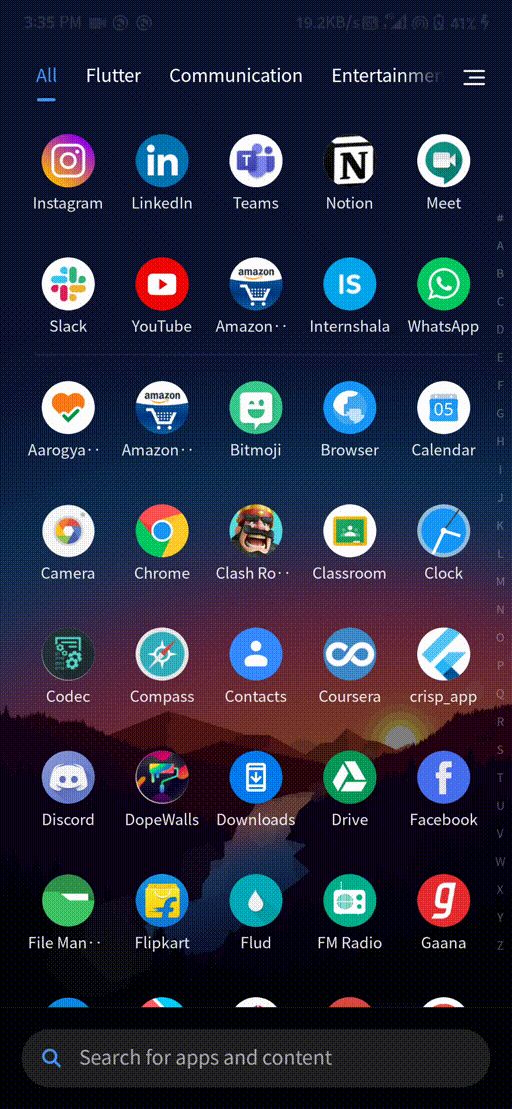 3:35 PM 19.2KB/s 41%
All Flutter Communication Entertainmer
Instagram LinkedIn Teams Notion Meet
Slack YouTube Amazon·· Internshala WhatsApp
Aarogya·· Amazon·· Bitmoji Browser Calendar
Camera Chrome Clash Ro·· Classroom Clock
Codec Compass Contacts Coursera crisp_app
Discord DopeWalls Downloads Drive Facebook
File Man·· Flipkart Flud FM Radio Gaana
Search for apps and content
#
A
B
C
D
E
F
G
H
I
J
K
L
M
N
O
P
Q
R
S
T
U
V
W
X
Y
Z
in
T
N
amazon
IS
amazon
05
f
f
g